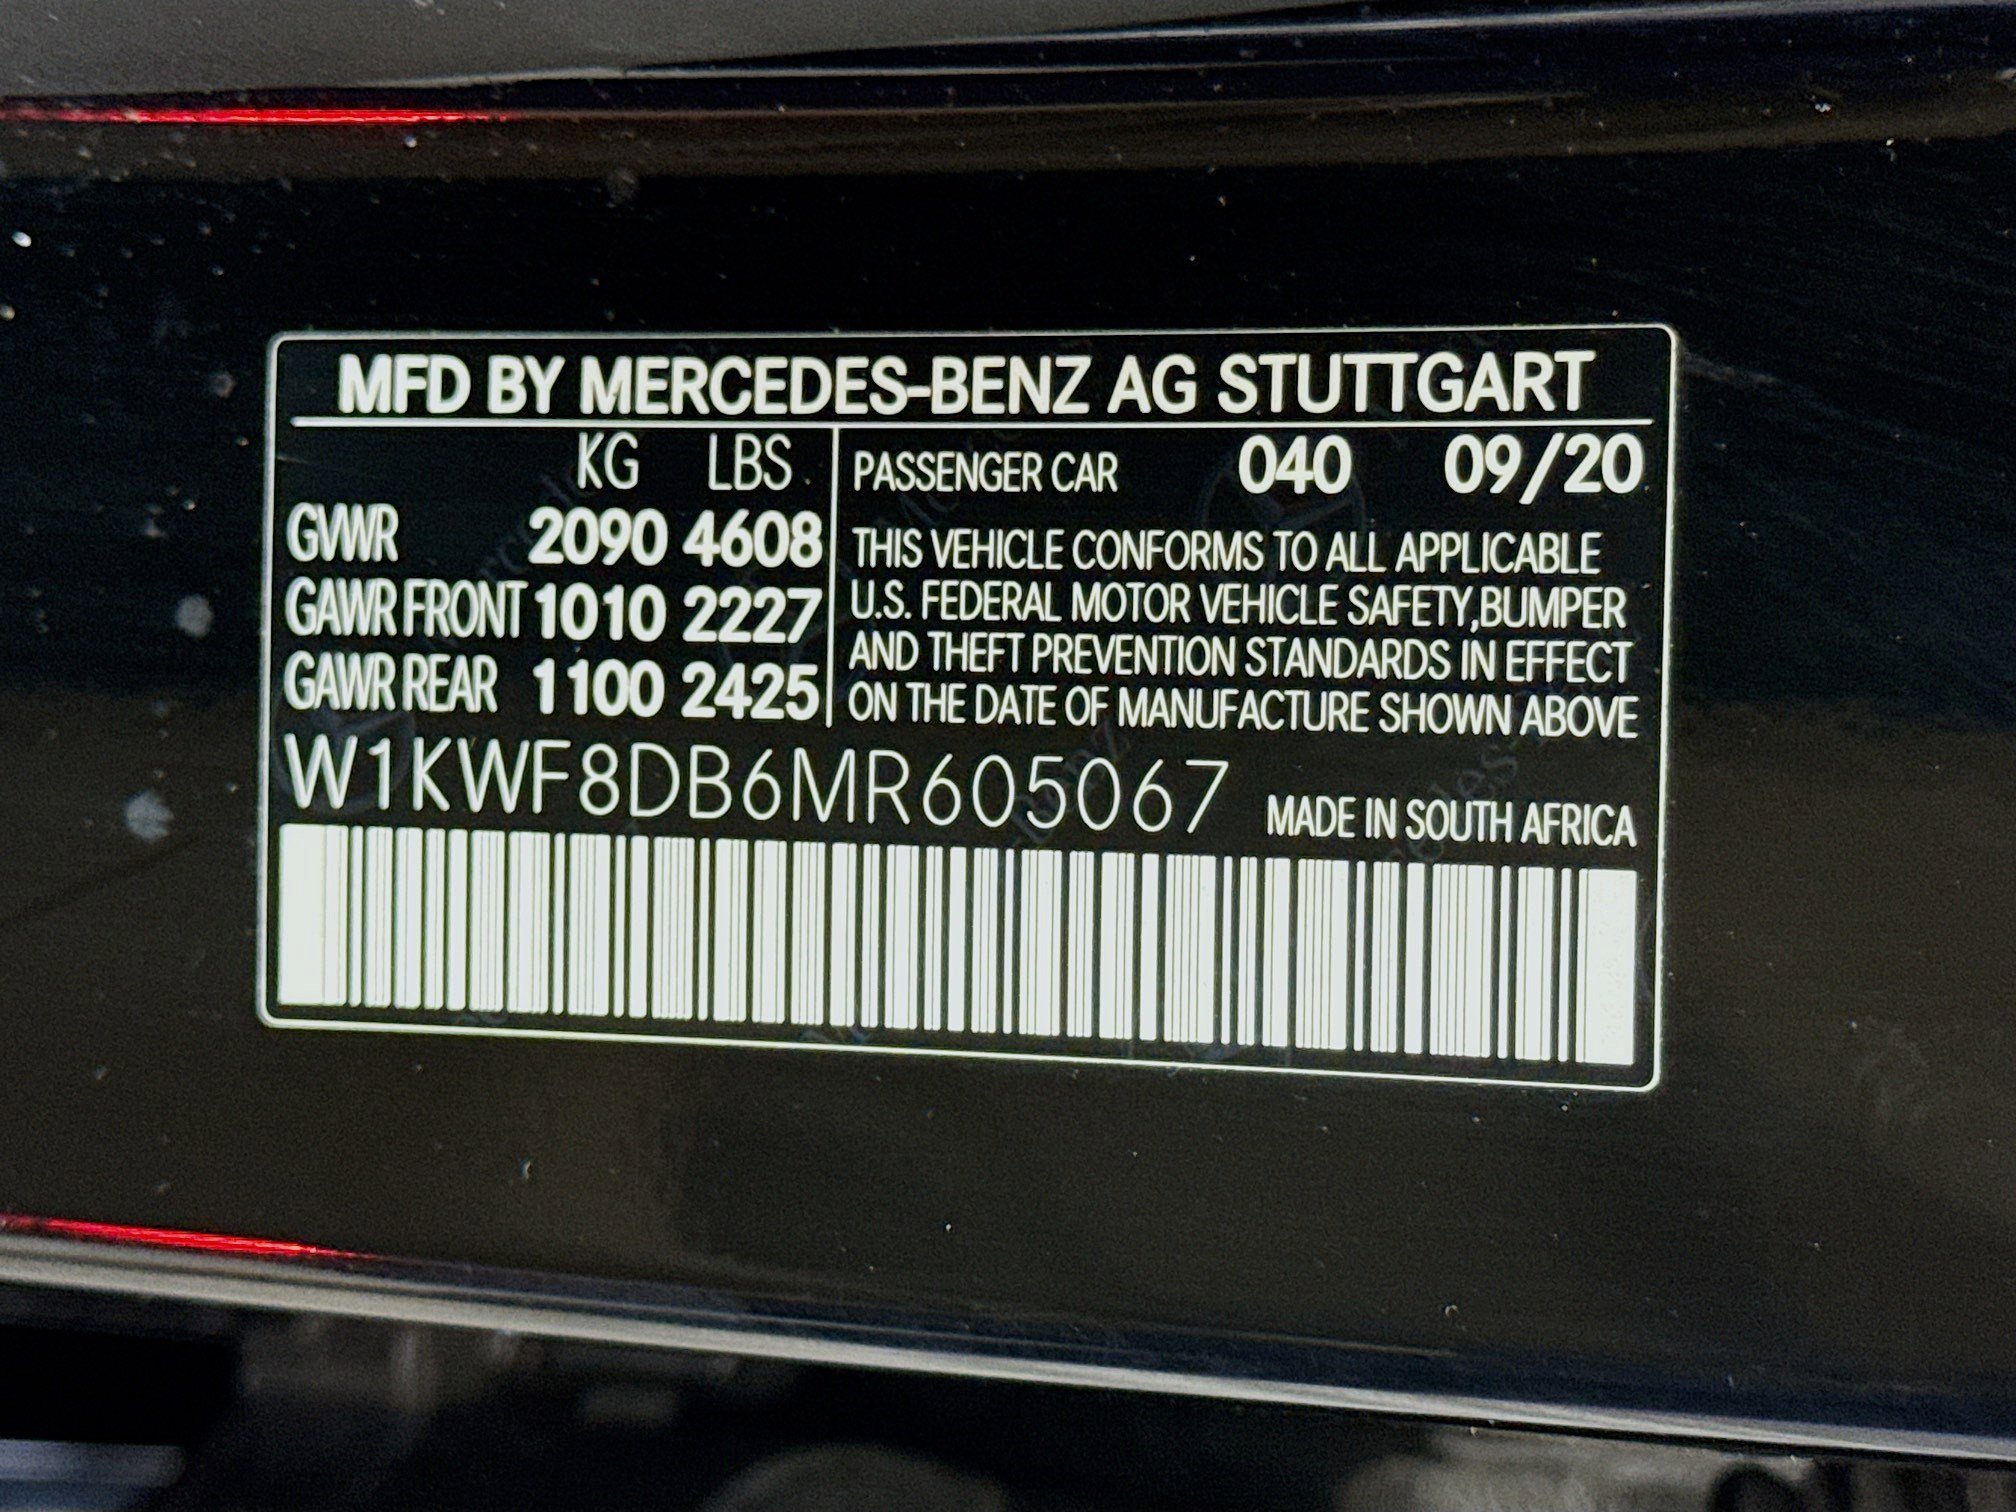 MFD BY MERCEDES-BENZ AG STUTTGART
KG LBS
GVWR 2090 4608
GAWR FRONT 1010 2227
GAWR REAR 1100 2425
PASSENGER CAR 040 09/20
THIS VEHICLE CONFORMS TO ALL APPLICABLE
U.S. FEDERAL MOTOR VEHICLE SAFETY,BUMPER
AND THEFT PREVENTION STANDARDS IN EFFECT
ON THE DATE OF MANUFACTURE SHOWN ABOVE
W1KWF8DB6MR605067
MADE IN SOUTH AFRICA